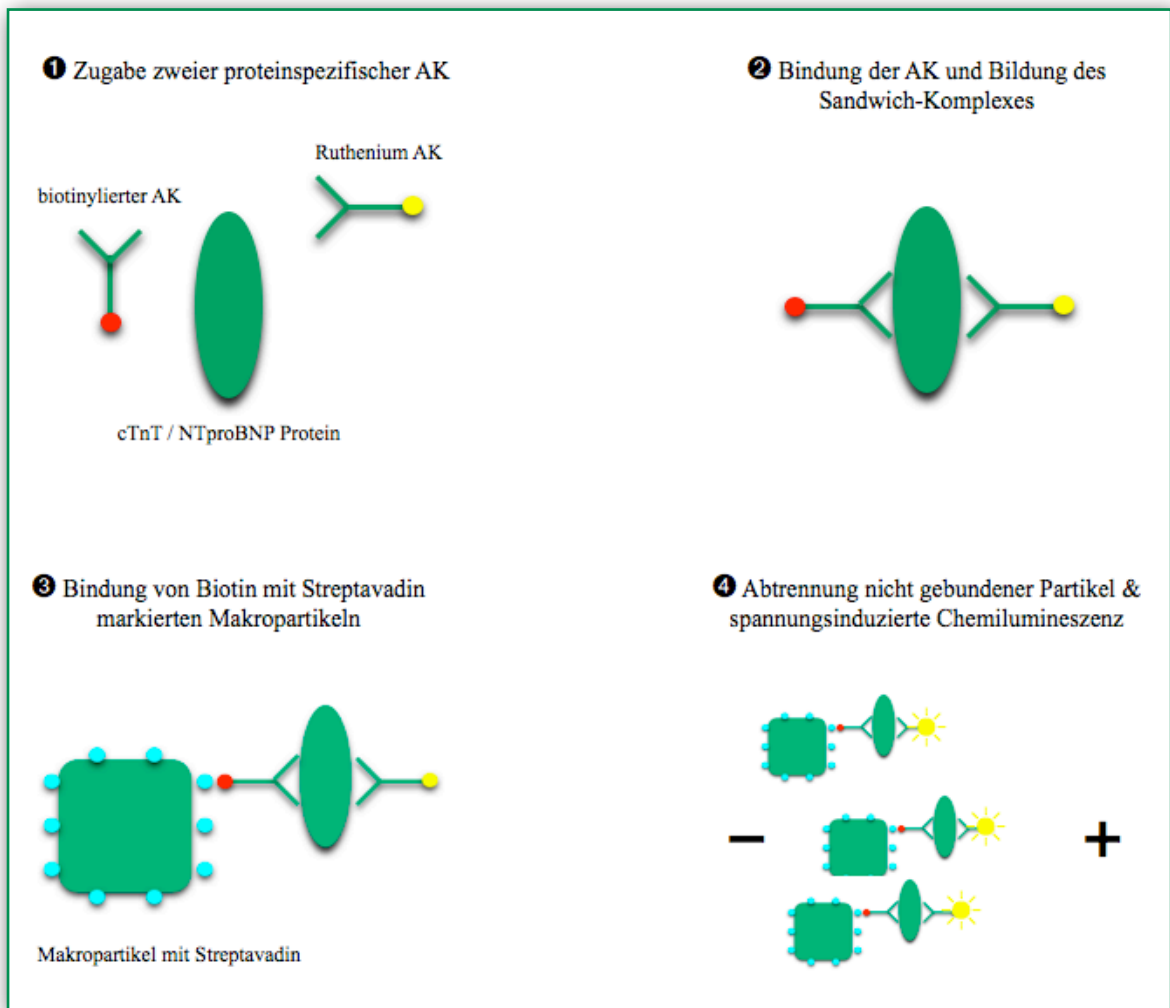 ❶ Zugabe zweier proteinspezifischer AK
biotinylierter AK
Ruthenium AK
cTnT / NTproBNP Protein
❷ Bindung der AK und Bildung des
Sandwich-Komplexes
❸ Bindung von Biotin mit Streptavadin
markierten Makropartikeln
Makropartikel mit Streptavadin
❹ Abtrennung nicht gebundener Partikel &
spannungsinduzierte Chemilumineszenz
− +